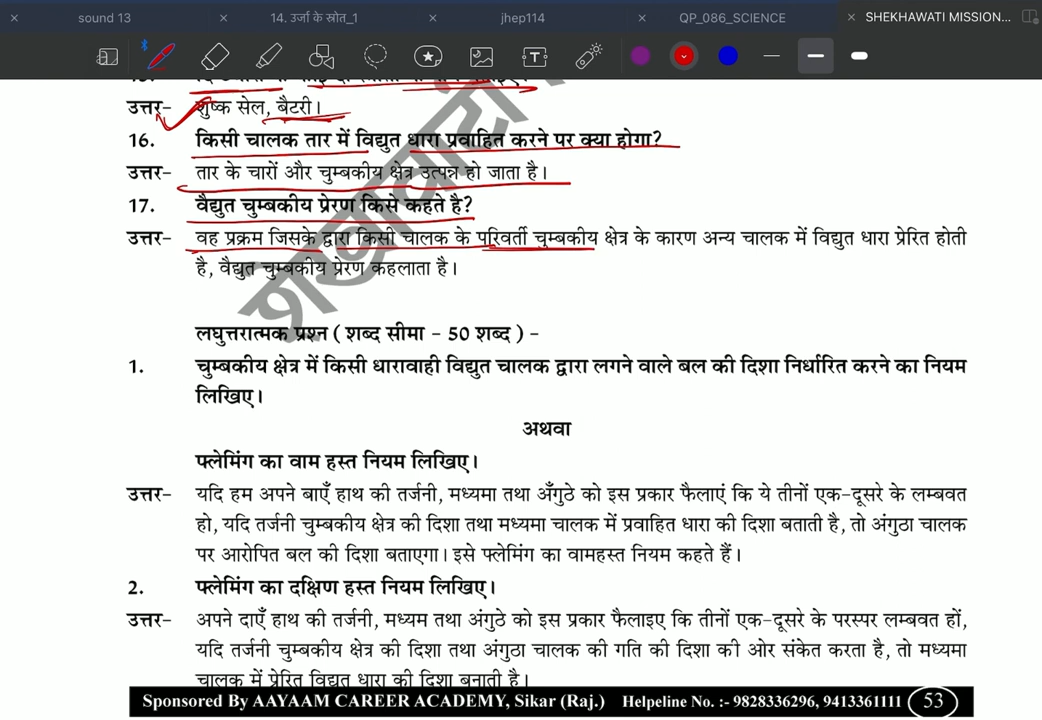 sound 13
14. उर्जा के स्रोत_1
jhep114
QP_086_SCIENCE
SHEKHAWATI MISSION...
उत्तर- शुष्क सेल, बैटरी।
16. किसी चालक तार में विद्युत धारा प्रवाहित करने पर क्या होगा?
उत्तर- तार के चारों और चुम्बकीय क्षेत्र उत्पन्न हो जाता है।
17. वैद्युत चुम्बकीय प्रेरण किसे कहते है?
उत्तर- वह प्रक्रम जिसके द्वारा किसी चालक के परिवर्ती चुम्बकीय क्षेत्र के कारण अन्य चालक में विद्युत धारा प्रेरित होती
है, वैद्युत चुम्बकीय प्रेरण कहलाता है।
लघुत्तरात्मक प्रश्न ( शब्द सीमा - 50 शब्द ) -
1. चुम्बकीय क्षेत्र में किसी धारावाही विद्युत चालक द्वारा लगने वाले बल की दिशा निर्धारित करने का नियम
लिखिए।
अथवा
फ्लेमिंग का वाम हस्त नियम लिखिए।
उत्तर- यदि हम अपने बाएँ हाथ की तर्जनी, मध्यमा तथा अँगुठे को इस प्रकार फैलाएं कि ये तीनों एक-दूसरे के लम्बवत
हो, यदि तर्जनी चुम्बकीय क्षेत्र की दिशा तथा मध्यमा चालक में प्रवाहित धारा की दिशा बताती है, तो अंगुठा चालक
पर आरोपित बल की दिशा बताएगा। इसे फ्लेमिंग का वामहस्त नियम कहते हैं।
2. फ्लेमिंग का दक्षिण हस्त नियम लिखिए।
उत्तर- अपने दाएँ हाथ की तर्जनी, मध्यम तथा अंगुठे को इस प्रकार फैलाइए कि तीनों एक-दूसरे के परस्पर लम्बवत हों,
यदि तर्जनी चुम्बकीय क्षेत्र की दिशा तथा अंगुठा चालक की गति की दिशा की ओर संकेत करता है, तो मध्यमा
चालक में प्रेरित विद्युत धारा की दिशा बनाती है।
Sponsored By AAYAAM CAREER ACADEMY, Sikar (Raj.) Helpeline No. :- 9828336296, 9413361111 53
शेखावाटी